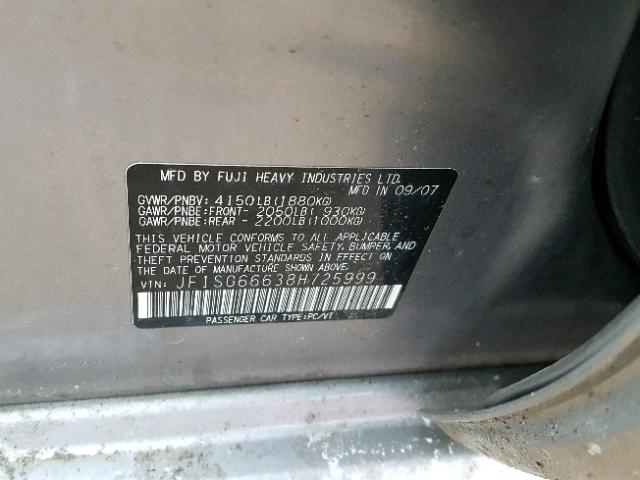 MFD BY FUJI HEAVY INDUSTRIES LTD.
MFD IN 09/07
GVWR/PNBV: 4150LB(1880KG)
GAWR/PNBE:FRONT- 2050LB( 930KG)
GAWR/PNBE:REAR - 2200LB(1000KG)
THIS VEHICLE CONFORMS TO ALL APPLICABLE
FEDERAL MOTOR VEHICLE SAFETY, BUMPER, AND
THEFT PREVENTION STANDARDS IN EFFECT ON THE
DATE OF MANUFACTURE SHOWN ABOVE.
VIN: JF1SG66638H725999
PASSENGER CAR TYPE:PC/VT